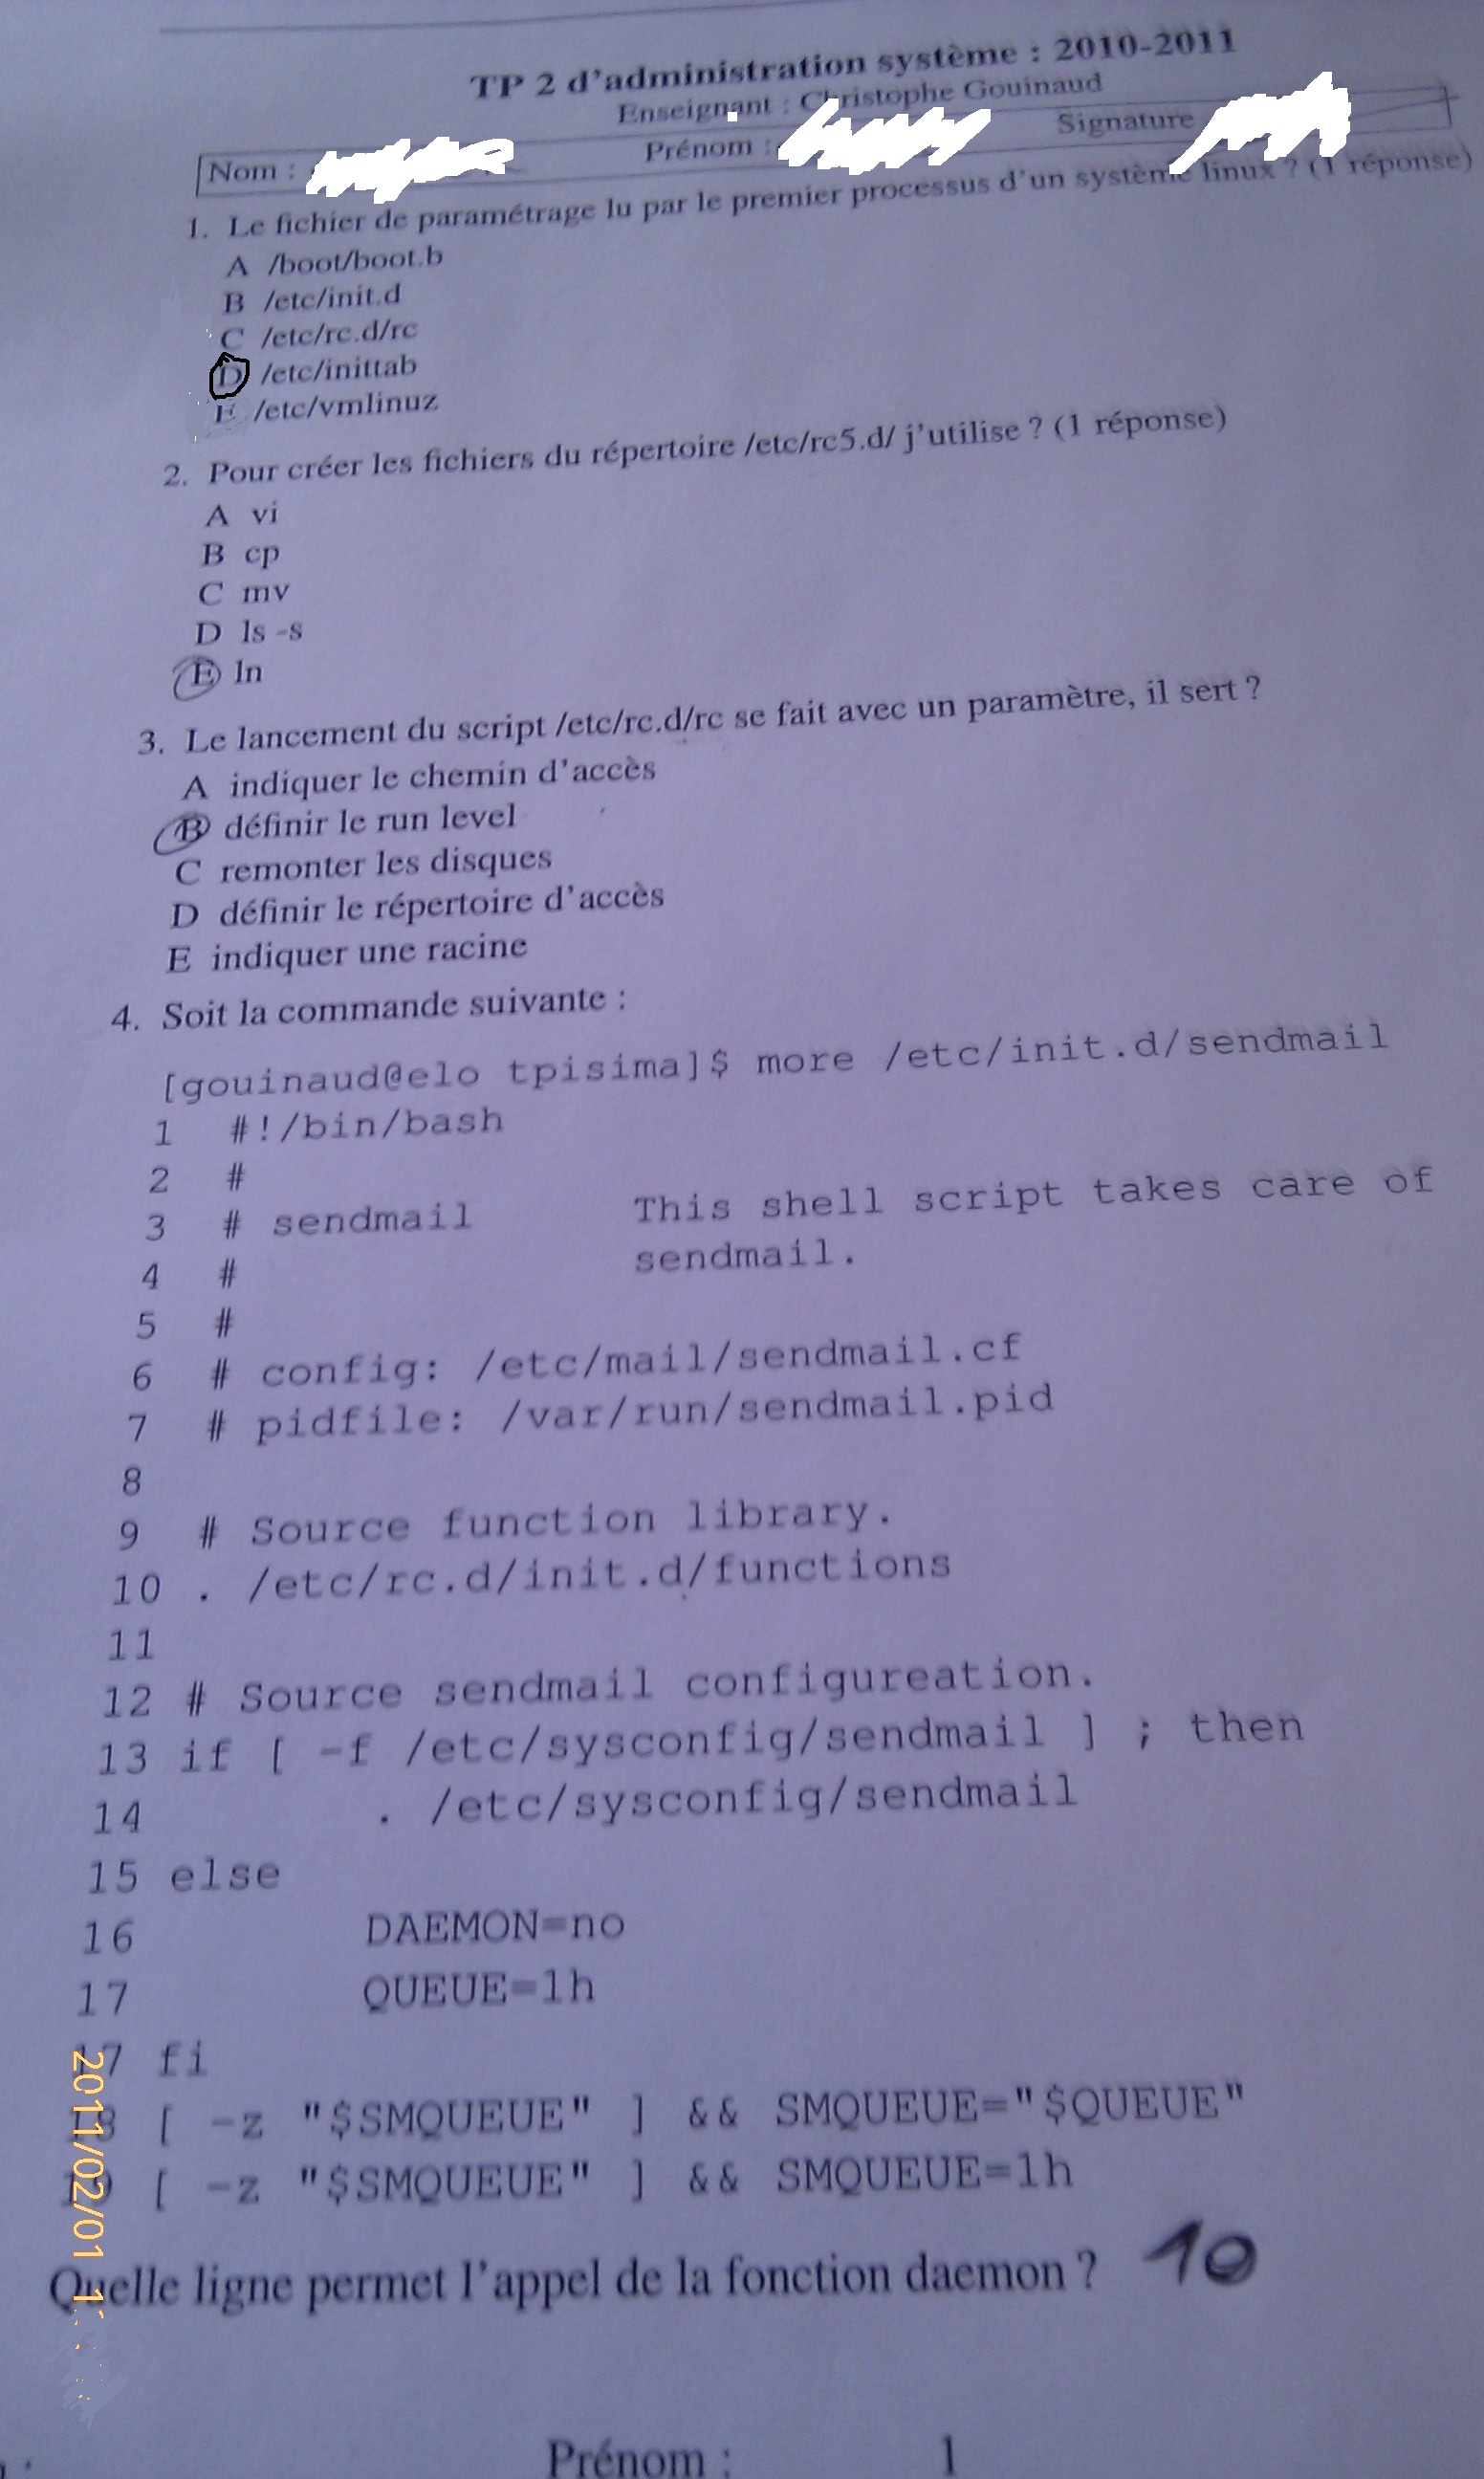 TP 2 d'administration système : 2010-2011
Enseignant : Christophe Gouinaud
Nom : Prénom : Signature
1. Le fichier de paramétrage lu par le premier processus d'un système linux ? (1 réponse)
A /boot/boot.b
B /etc/init.d
C /etc/rc.d/rc
D /etc/inittab
E /etc/vmlinuz
2. Pour créer les fichiers du répertoire /etc/rc5.d/ j'utilise ? (1 réponse)
A vi
B cp
C mv
D ls -s
E ln
3. Le lancement du script /etc/rc.d/rc se fait avec un paramètre, il sert ?
A indiquer le chemin d'accès
B définir le run level
C remonter les disques
D définir le répertoire d'accès
E indiquer une racine
4. Soit la commande suivante :
[gouinaud@elo tpisima]$ more /etc/init.d/sendmail
1 #!/bin/bash
2 #
3 # sendmail This shell script takes care of
4 # sendmail.
5 #
6 # config: /etc/mail/sendmail.cf
7 # pidfile: /var/run/sendmail.pid
8
9 # Source function library.
10 . /etc/rc.d/init.d/functions
11
12 # Source sendmail configureation.
13 if [ -f /etc/sysconfig/sendmail ] ; then
14 . /etc/sysconfig/sendmail
15 else
16 DAEMON=no
17 QUEUE=1h
17 fi
18 [ -z "$SMQUEUE" ] && SMQUEUE="$QUEUE"
19 [ -z "$SMQUEUE" ] && SMQUEUE=1h
Quelle ligne permet l'appel de la fonction daemon ? 10
Prénom : 1
2011/02/01